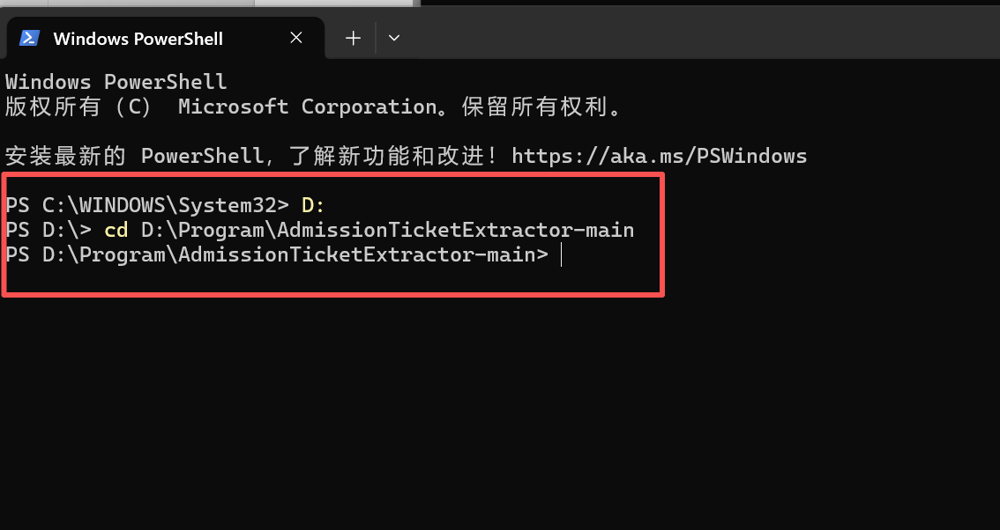 Windows PowerShell
Windows PowerShell
版权所有 (C) Microsoft Corporation。保留所有权利。
安装最新的 PowerShell，了解新功能和改进！https://aka.ms/PSWindows
PS C:\WINDOWS\System32> D:
PS D:\> cd D:\Program\AdmissionTicketExtractor-main
PS D:\Program\AdmissionTicketExtractor-main>